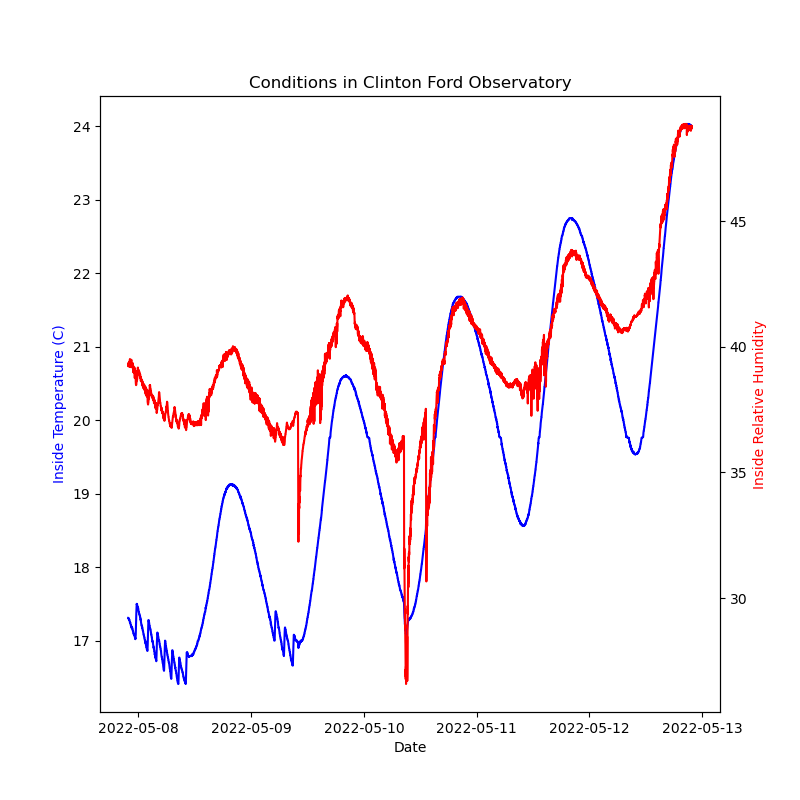 Conditions in Clinton Ford Observatory
24
23
22
21
20
19
18
17
Inside Temperature (C)
45
40
35
30
Inside Relative Humidity
2022-05-08 2022-05-09 2022-05-10 2022-05-11 2022-05-12 2022-05-13
Date